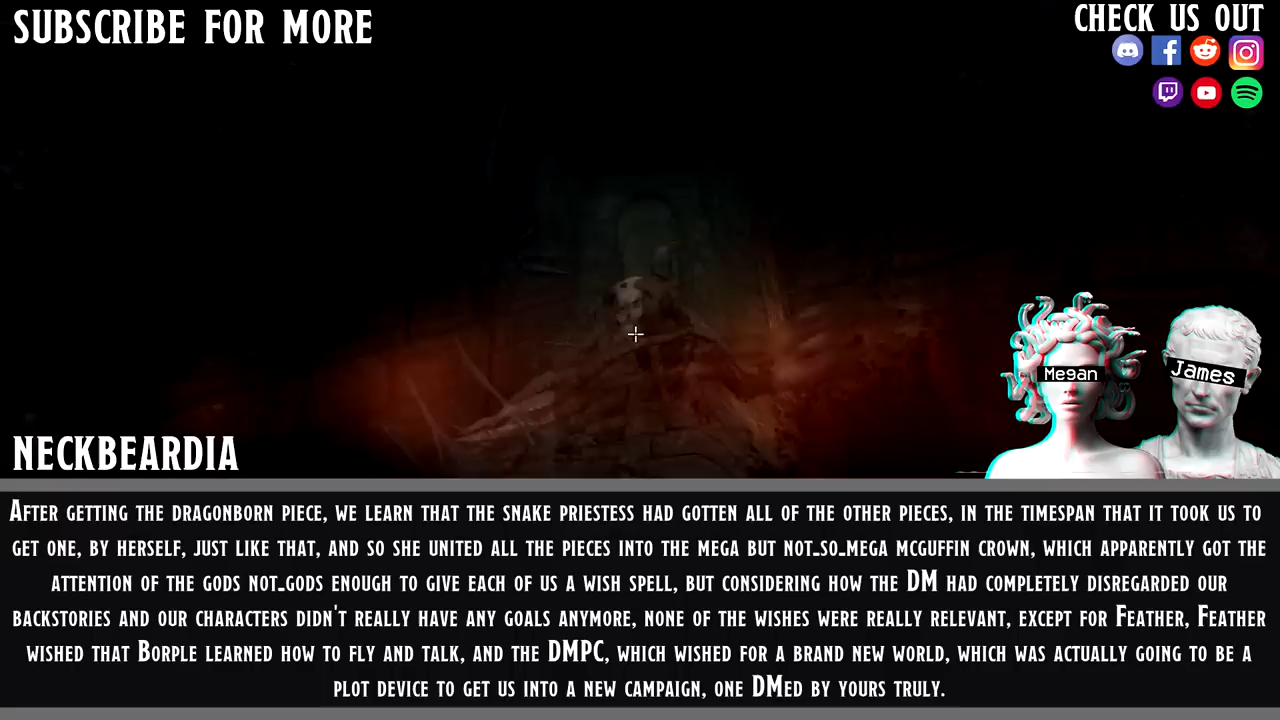 SUBSCRIBE FOR MORE
CHECK US OUT
Megan
James
NECKBEARDIA
After getting the dragonborn piece, we learn that the snake priestess had gotten all of the other pieces, in the timespan that it took us to
get one, by herself, just like that, and so she united all the pieces into the mega but not_so_mega mcguffin crown, which apparently got the
attention of the gods not_gods enough to give each of us a wish spell, but considering how the DM had completely disregarded our
backstories and our characters didn't really have any goals anymore, none of the wishes were really relevant, except for Feather, Feather
wished that Borple learned how to fly and talk, and the DMPC, which wished for a brand new world, which was actually going to be a
plot device to get us into a new campaign, one DMed by yours truly.